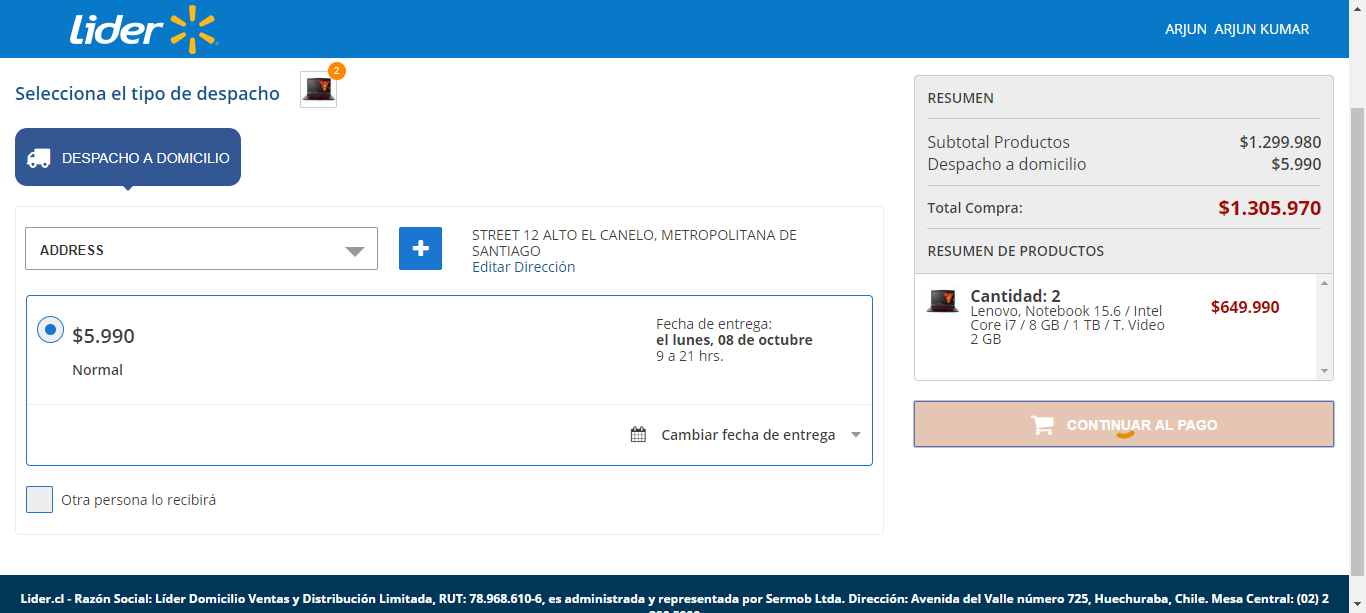 Lider
ARJUN ARJUN KUMAR
Selecciona el tipo de despacho
2
DESPACHO A DOMICILIO
ADDRESS
+
STREET 12 ALTO EL CANELO, METROPOLITANA DE
SANTIAGO
Editar Dirección
$5.990
Normal
Fecha de entrega:
el lunes, 08 de octubre
9 a 21 hrs.
Cambiar fecha de entrega
Otra persona lo recibirá
RESUMEN
Subtotal Productos $1.299.980
Despacho a domicilio $5.990
Total Compra: $1.305.970
RESUMEN DE PRODUCTOS
Cantidad: 2
Lenovo, Notebook 15.6 / Intel
Core i7 / 8 GB / 1 TB / T. Video
2 GB
$649.990
CONTINUAR AL PAGO
Lider.cl - Razón Social: Líder Domicilio Ventas y Distribución Limitada, RUT: 78.968.610-6, es administrada y representada por Sermob Ltda. Dirección: Avenida del Valle número 725, Huechuraba, Chile. Mesa Central: (02) 2